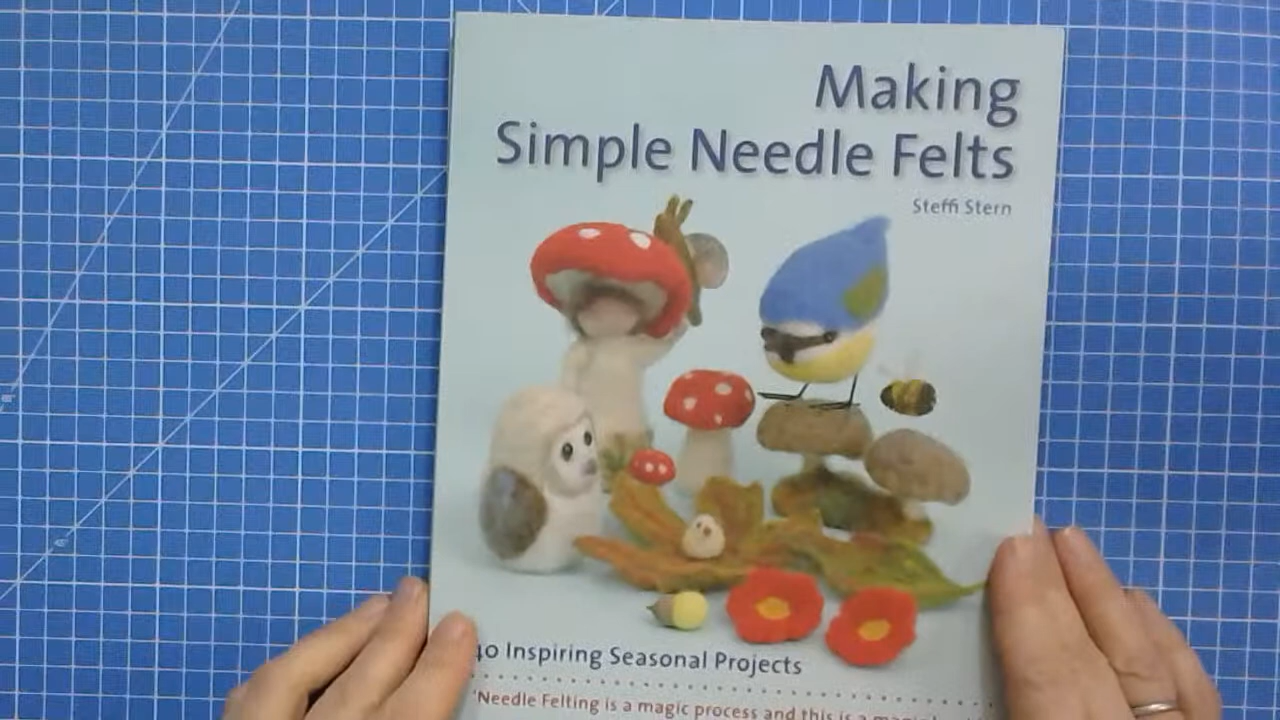 Making
Simple Needle Felts
Steffi Stern
40 Inspiring Seasonal Projects
'Needle Felting is a magic process and this is a